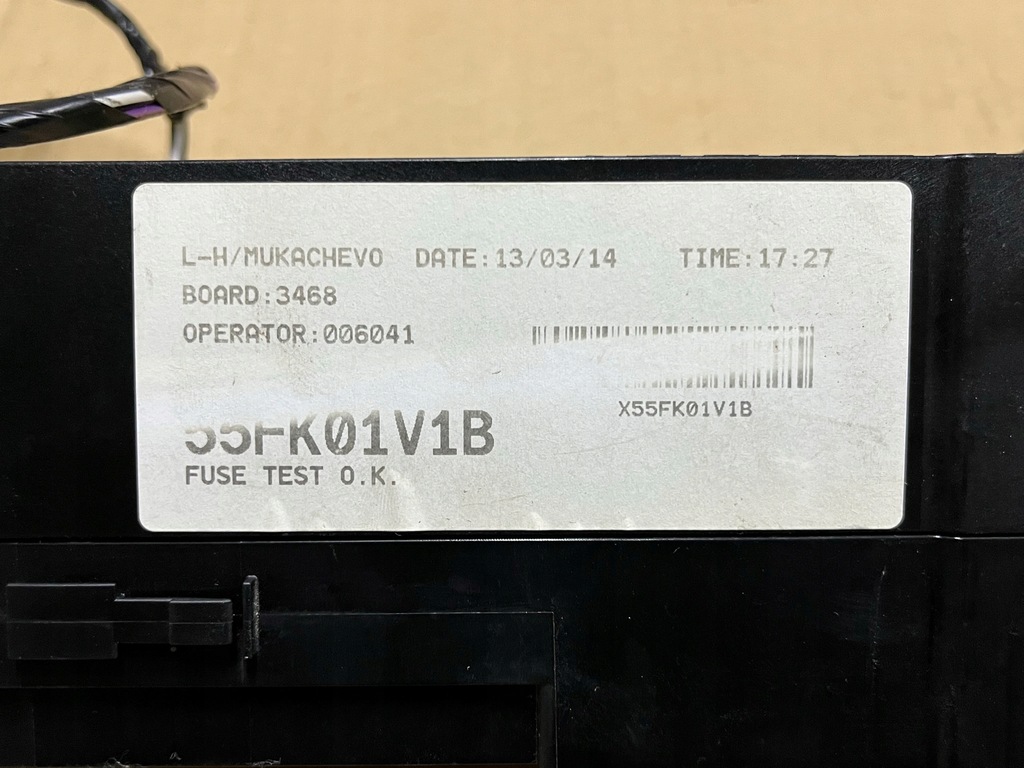 L-H/MUKACHEVO DATE:13/03/14 TIME:17:27
BOARD:3468
OPERATOR:006041
X55FK01V1B
55FK01V1B
FUSE TEST O.K.